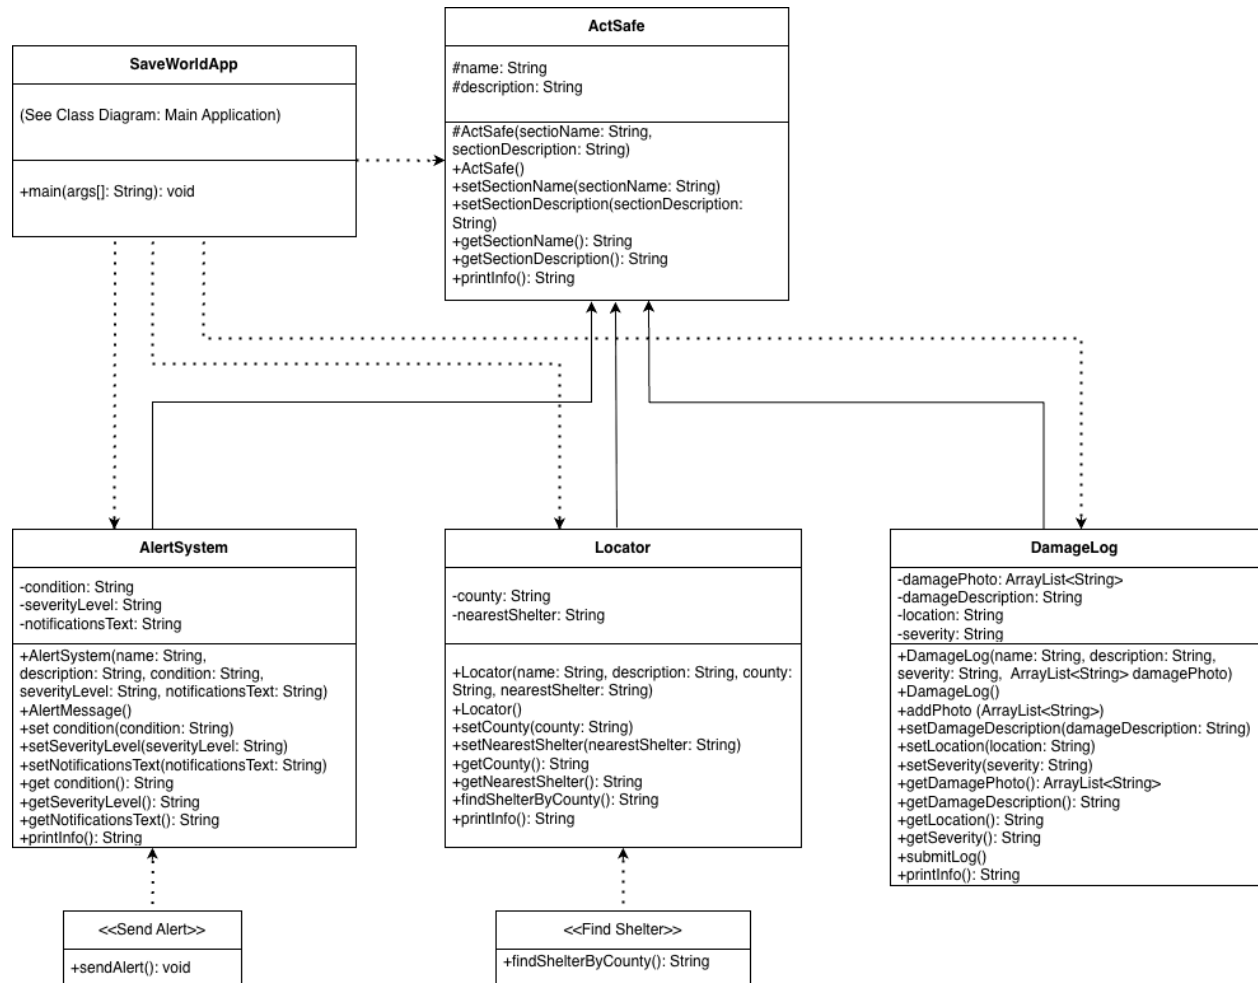 ActSafe
#name: String
#description: String
#ActSafe(sectioName: String,
sectionDescription: String)
+ActSafe()
+setSectionName(sectionName: String)
+setSectionDescription(sectionDescription:
String)
+getSectionName(): String
+getSectionDescription(): String
+printInfo(): String
SaveWorldApp
(See Class Diagram: Main Application)
+main(args[]: String): void
AlertSystem
-condition: String
-severityLevel: String
-notificationsText: String
+AlertSystem(name: String,
description: String, condition: String,
severityLevel: String, notificationsText: String)
+AlertMessage()
+set condition(condition: String)
+setSeverityLevel(severityLevel: String)
+setNotificationsText(notificationsText: String)
+get condition(): String
+getSeverityLevel(): String
+getNotificationsText(): String
+printInfo(): String
Locator
-county: String
-nearestShelter: String
+Locator(name: String, description: String, county:
String, nearestShelter: String)
+Locator()
+setCounty(county: String)
+setNearestShelter(nearestShelter: String)
+getCounty(): String
+getNearestShelter(): String
+findShelterByCounty(): String
+printInfo(): String
DamageLog
-damagePhoto: ArrayList<String>
-damageDescription: String
-location: String
-severity: String
+DamageLog(name: String, description: String,
severity: String,  ArrayList<String> damagePhoto)
+DamageLog()
+addPhoto (ArrayList<String>)
+setDamageDescription(damageDescription: String)
+setLocation(location: String)
+setSeverity(severity: String)
+getDamagePhoto(): ArrayList<String>
+getDamageDescription(): String
+getLocation(): String
+getSeverity(): String
+submitLog()
+printInfo(): String
<<Send Alert>>
+sendAlert(): void
<<Find Shelter>>
+findShelterByCounty(): String